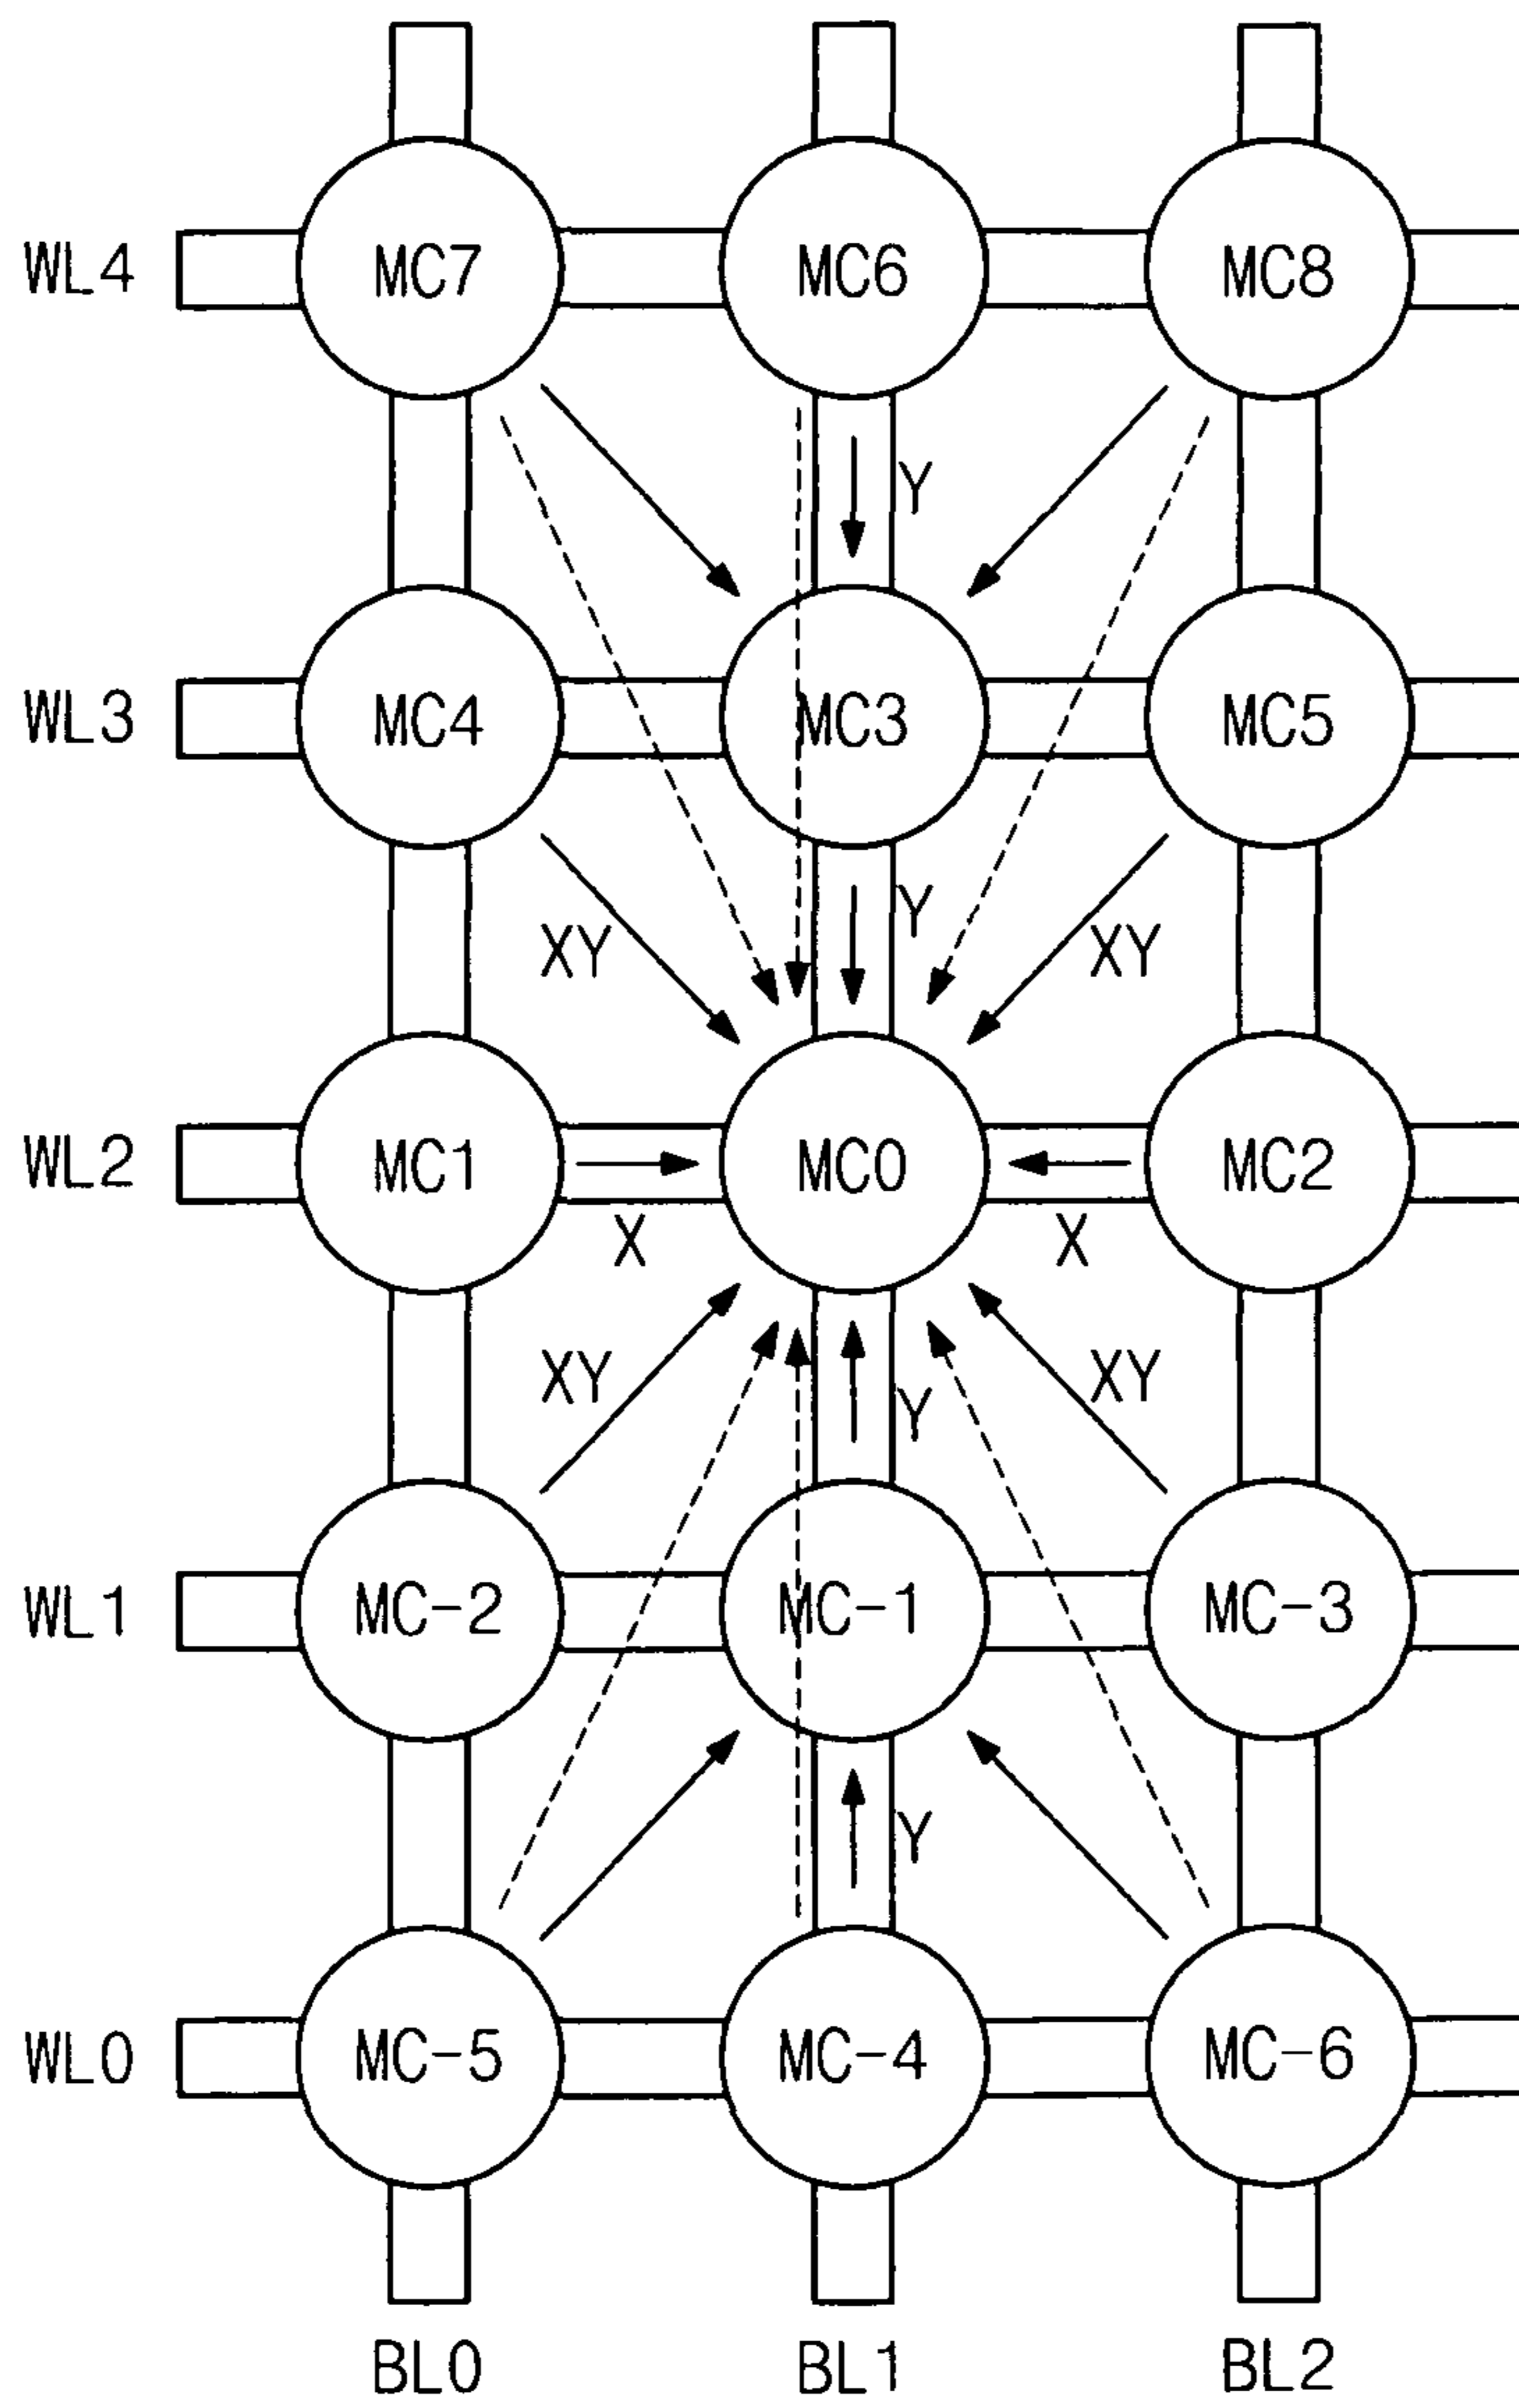 WL4 MC7 MC6 MC8
Y
WL3 MC4 MC3 MC5
Y
XY XY
WL2 MC1 MC0 MC2
X X
XY XY
Y
WL1 MC-2 MC-1 MC-3
Y
WL0 MC-5 MC-4 MC-6
BL0 BL1 BL2